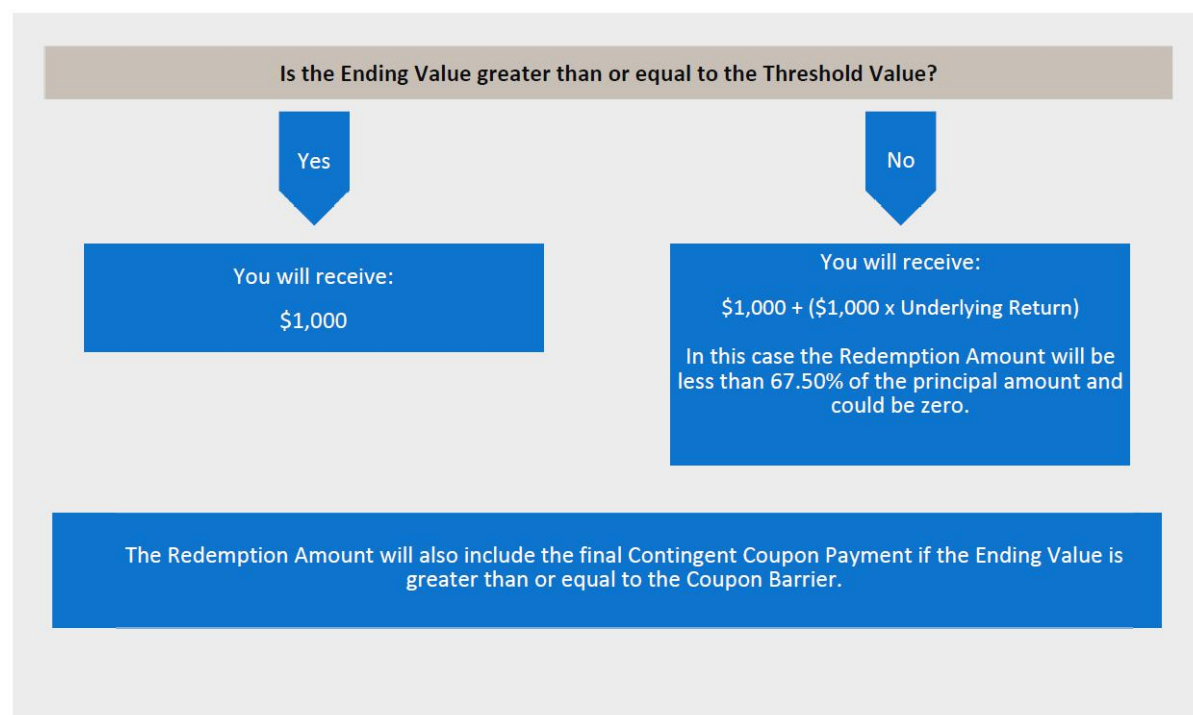 Is the Ending Value greater than or equal to the Threshold Value?
Yes
No
You will receive:
$1,000
You will receive:
$1,000 + ($1,000 x Underlying Return)
In this case the Redemption Amount will be
less than 67.50% of the principal amount and
could be zero.
The Redemption Amount will also include the final Contingent Coupon Payment if the Ending Value is
greater than or equal to the Coupon Barrier.